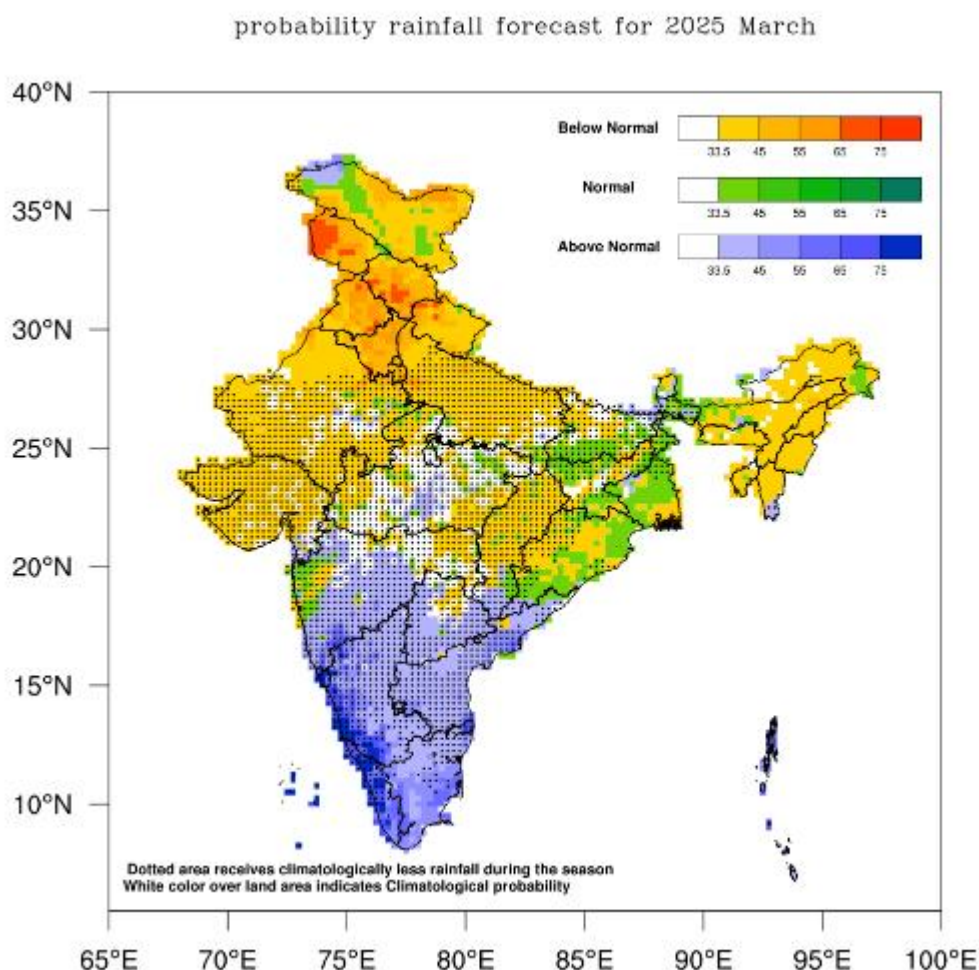 probability rainfall forecast for 2025 March
40°N
35°N
30°N
25°N
20°N
15°N
10°N
Below Normal
33.5 45 55 65 75
Normal
33.5 45 55 65 75
Above Normal
33.5 45 55 65 75
Dotted area receives climatologically less rainfall during the season
White color over land area indicates Climatological probability
65°E 70°E 75°E 80°E 85°E 90°E 95°E 100°E